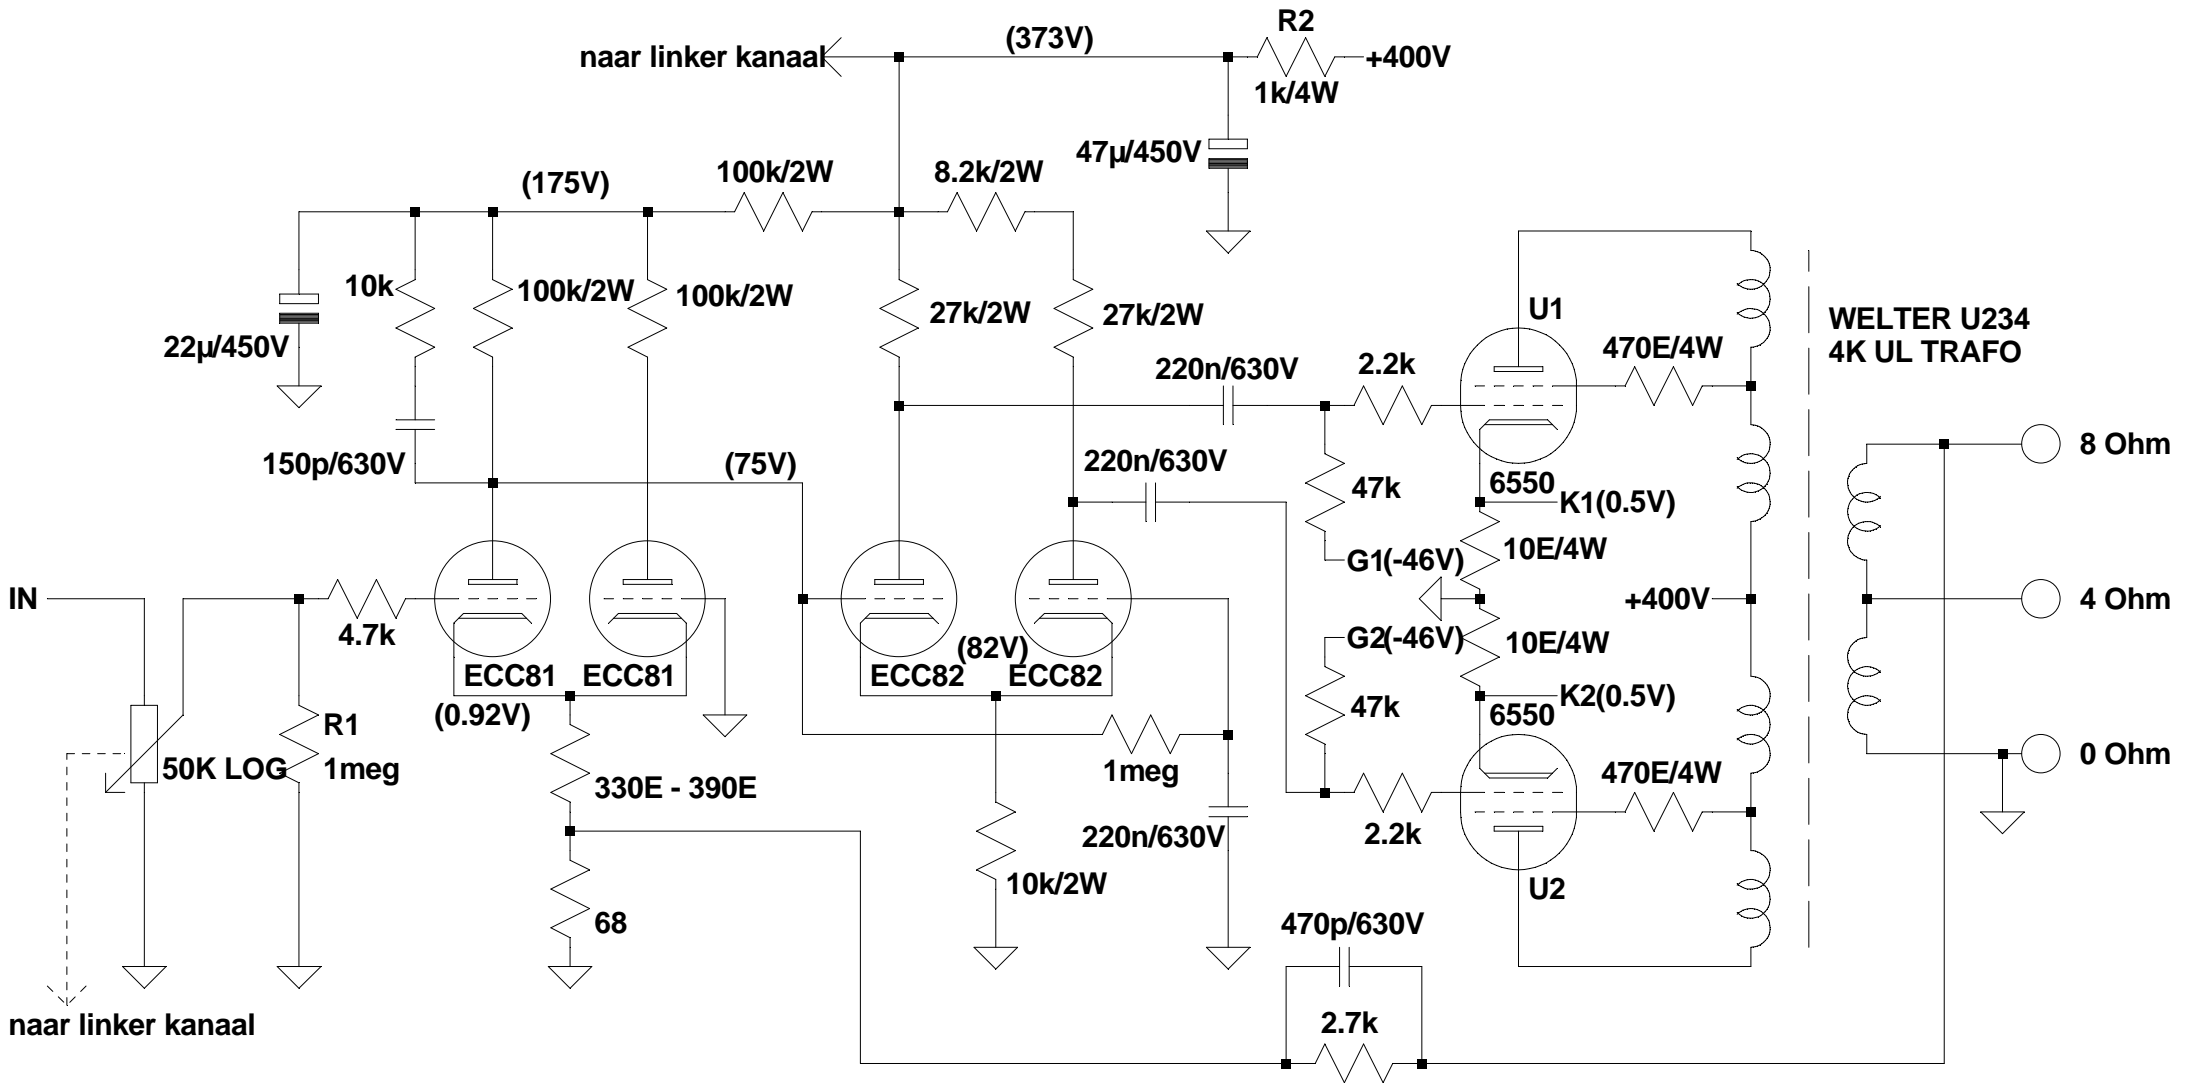 R2
naar linker kanaal
(373V)
+400V
1k/4W
47µ/450V
100k/2W
8.2k/2W
(175V)
10k
100k/2W
100k/2W
27k/2W
27k/2W
22µ/450V
U1
470E/4W
WELTER U234
4K UL TRAFO
220n/630V
2.2k
150p/630V
(75V)
220n/630V
47k
6550
K1(0.5V)
8 Ohm
G1(-46V)
10E/4W
IN
4.7k
+400V
4 Ohm
G2(-46V)
10E/4W
ECC81
ECC81
ECC82
(82V)
ECC82
(0.92V)
47k
6550
K2(0.5V)
R1
1meg
50K LOG
330E - 390E
1meg
470E/4W
0 Ohm
220n/630V
2.2k
10k/2W
U2
68
470p/630V
naar linker kanaal
2.7k